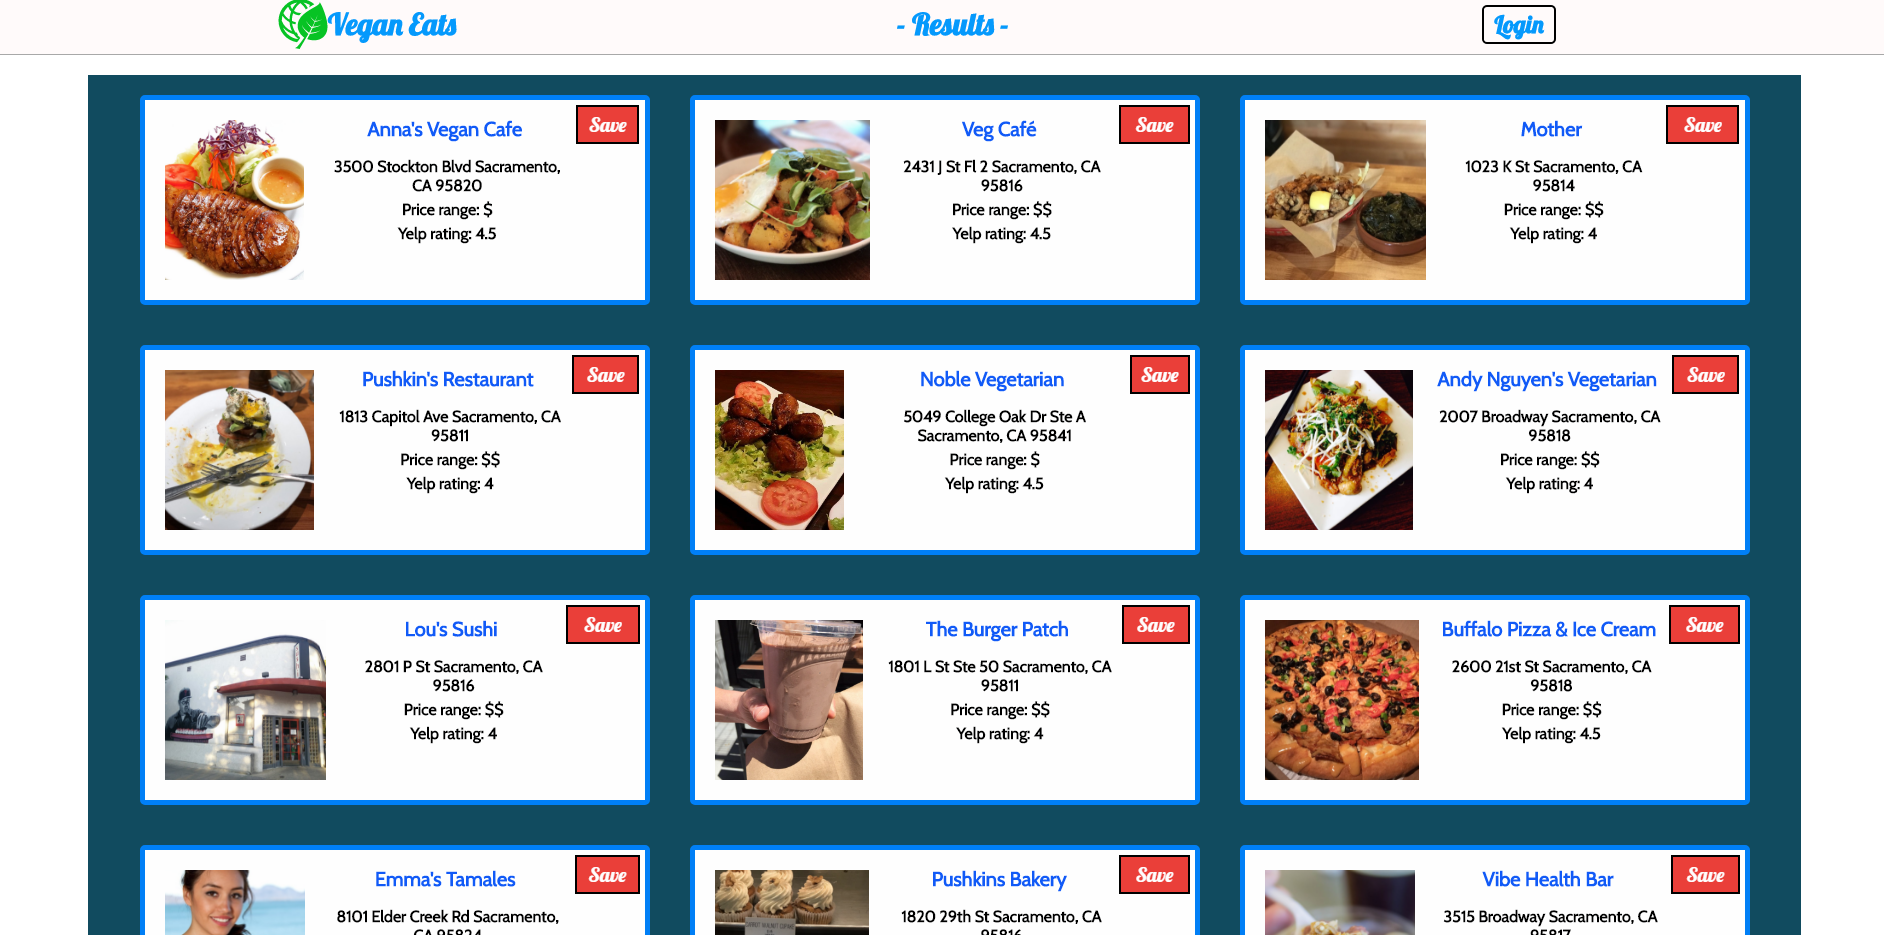 Vegan Eats
- Results -
Login
Anna's Vegan Cafe
Save
3500 Stockton Blvd Sacramento,
CA 95820
Price range: $
Yelp rating: 4.5
Veg Café
Save
2431 J St Fl 2 Sacramento, CA
95816
Price range: $$
Yelp rating: 4.5
Mother
Save
1023 K St Sacramento, CA
95814
Price range: $$
Yelp rating: 4
Pushkin's Restaurant
Save
1813 Capitol Ave Sacramento, CA
95811
Price range: $$
Yelp rating: 4
Noble Vegetarian
Save
5049 College Oak Dr Ste A
Sacramento, CA 95841
Price range: $
Yelp rating: 4.5
Andy Nguyen's Vegetarian
Save
2007 Broadway Sacramento, CA
95818
Price range: $$
Yelp rating: 4
Lou's Sushi
Save
2801 P St Sacramento, CA
95816
Price range: $$
Yelp rating: 4
The Burger Patch
Save
1801 L St Ste 50 Sacramento, CA
95811
Price range: $$
Yelp rating: 4
Buffalo Pizza & Ice Cream
Save
2600 21st St Sacramento, CA
95818
Price range: $$
Yelp rating: 4.5
Emma's Tamales
Save
8101 Elder Creek Rd Sacramento,
CA 95824
Pushkins Bakery
Save
1820 29th St Sacramento, CA
95816
Vibe Health Bar
Save
3515 Broadway Sacramento, CA
95817